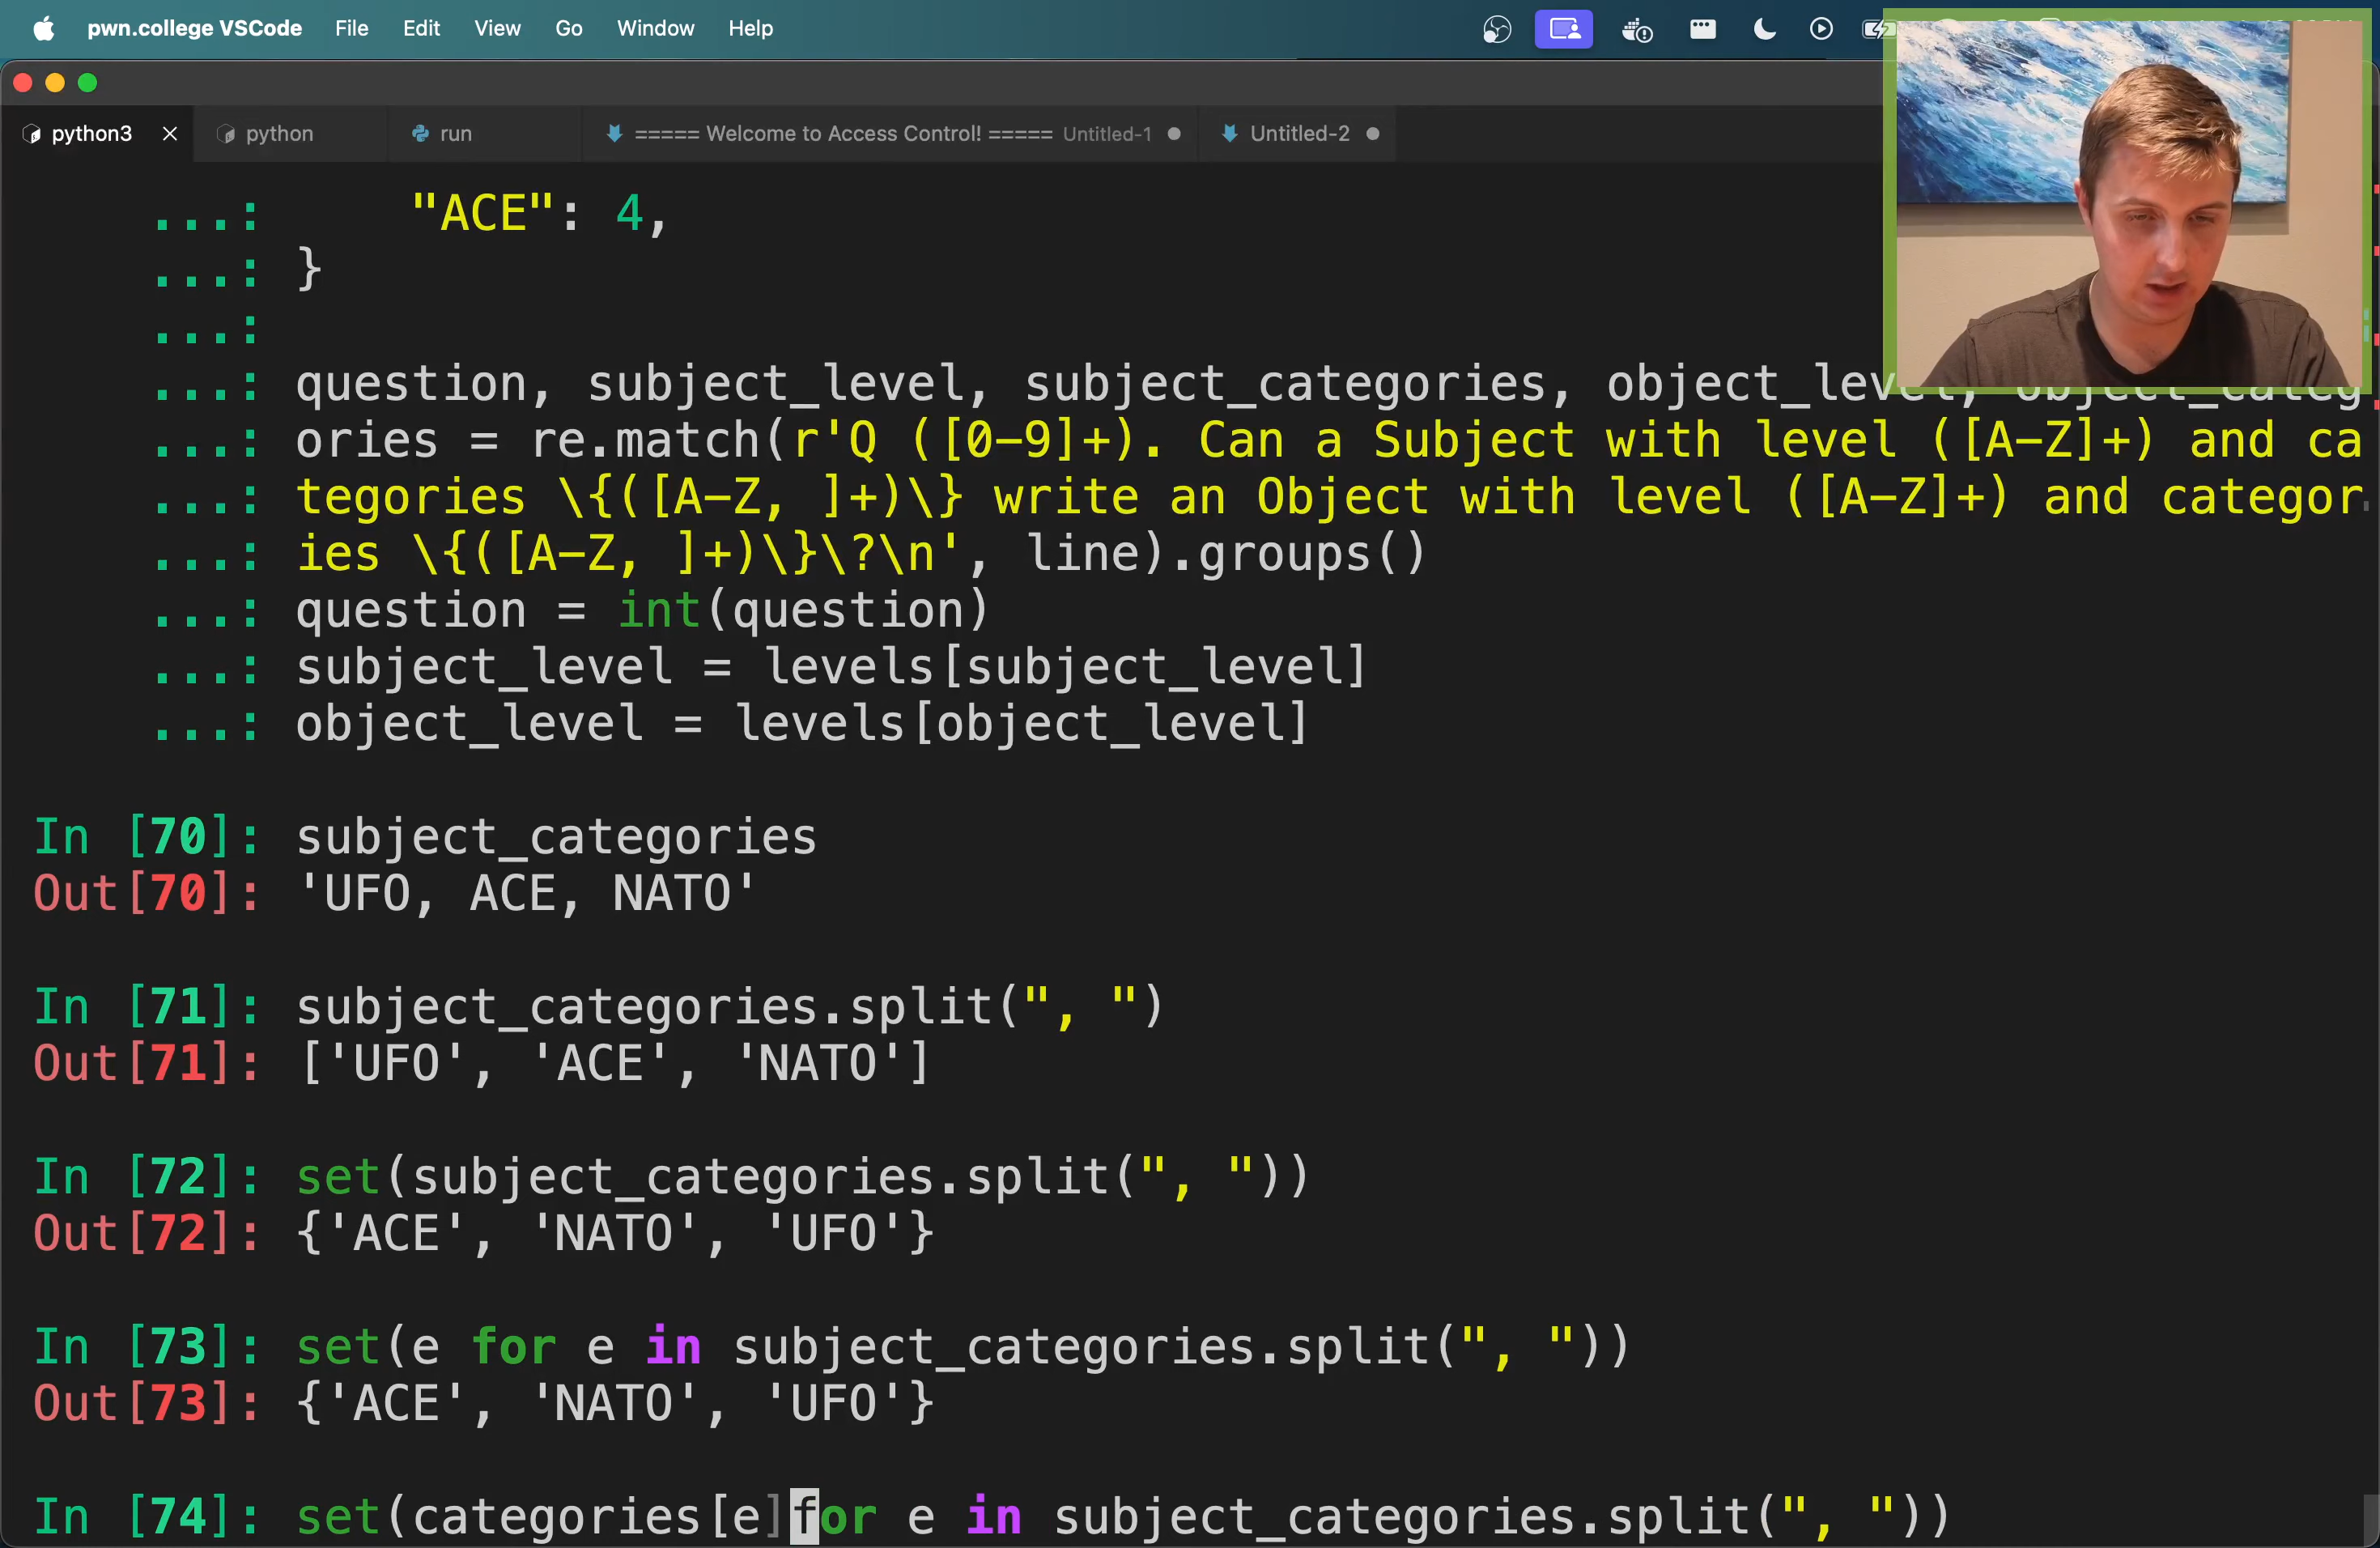 pwn.college VSCode File Edit View Go Window Help
python3 python run ===== Welcome to Access Control! ===== Untitled-1 Untitled-2
...: "ACE": 4,
...: }
...:
...: question, subject_level, subject_categories, object_level, object_categ
...: ories = re.match(r'Q ([0-9]+). Can a Subject with level ([A-Z]+) and ca
...: tegories \{([A-Z, ]+)\} write an Object with level ([A-Z]+) and categor
...: ies \{([A-Z, ]+)\}\?\n', line).groups()
...: question = int(question)
...: subject_level = levels[subject_level]
...: object_level = levels[object_level]
In [70]: subject_categories
Out[70]: 'UFO, ACE, NATO'
In [71]: subject_categories.split(", ")
Out[71]: ['UFO', 'ACE', 'NATO']
In [72]: set(subject_categories.split(", "))
Out[72]: {'ACE', 'NATO', 'UFO'}
In [73]: set(e for e in subject_categories.split(", "))
Out[73]: {'ACE', 'NATO', 'UFO'}
In [74]: set(categories[e]for e in subject_categories.split(", "))